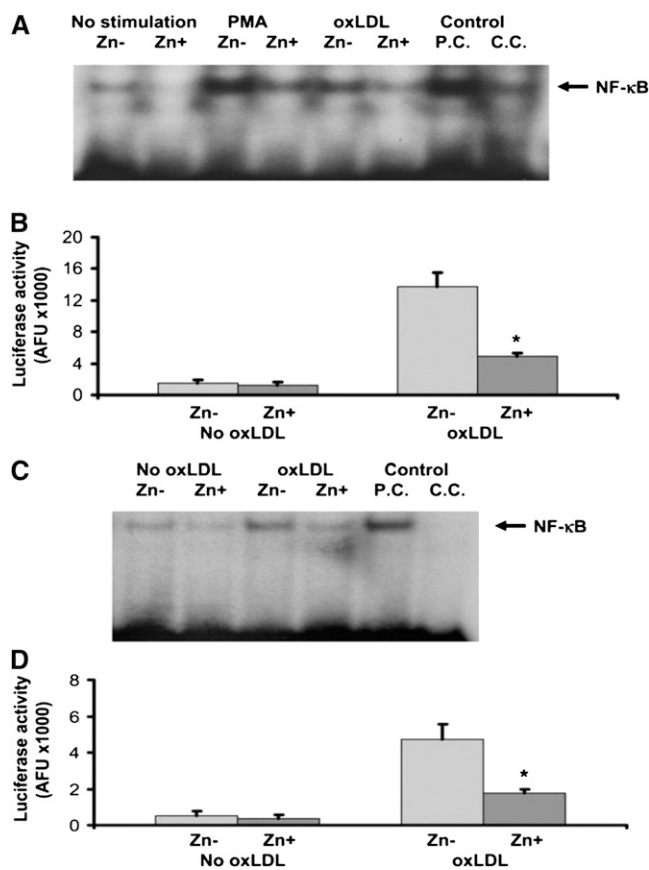 A
No stimulation PMA oxLDL Control
Zn- Zn+ Zn- Zn+ Zn- Zn+ P.C. C.C.
NF-κB
B
Luciferase activity
(AFU x1000)
20
16
12
8
4
0
*
Zn- Zn+ Zn- Zn+
No oxLDL oxLDL
C
No oxLDL oxLDL Control
Zn- Zn+ Zn- Zn+ P.C. C.C.
NF-κB
D
Luciferase activity
(AFU x1000)
8
6
4
2
0
*
Zn- Zn+ Zn- Zn+
No oxLDL oxLDL